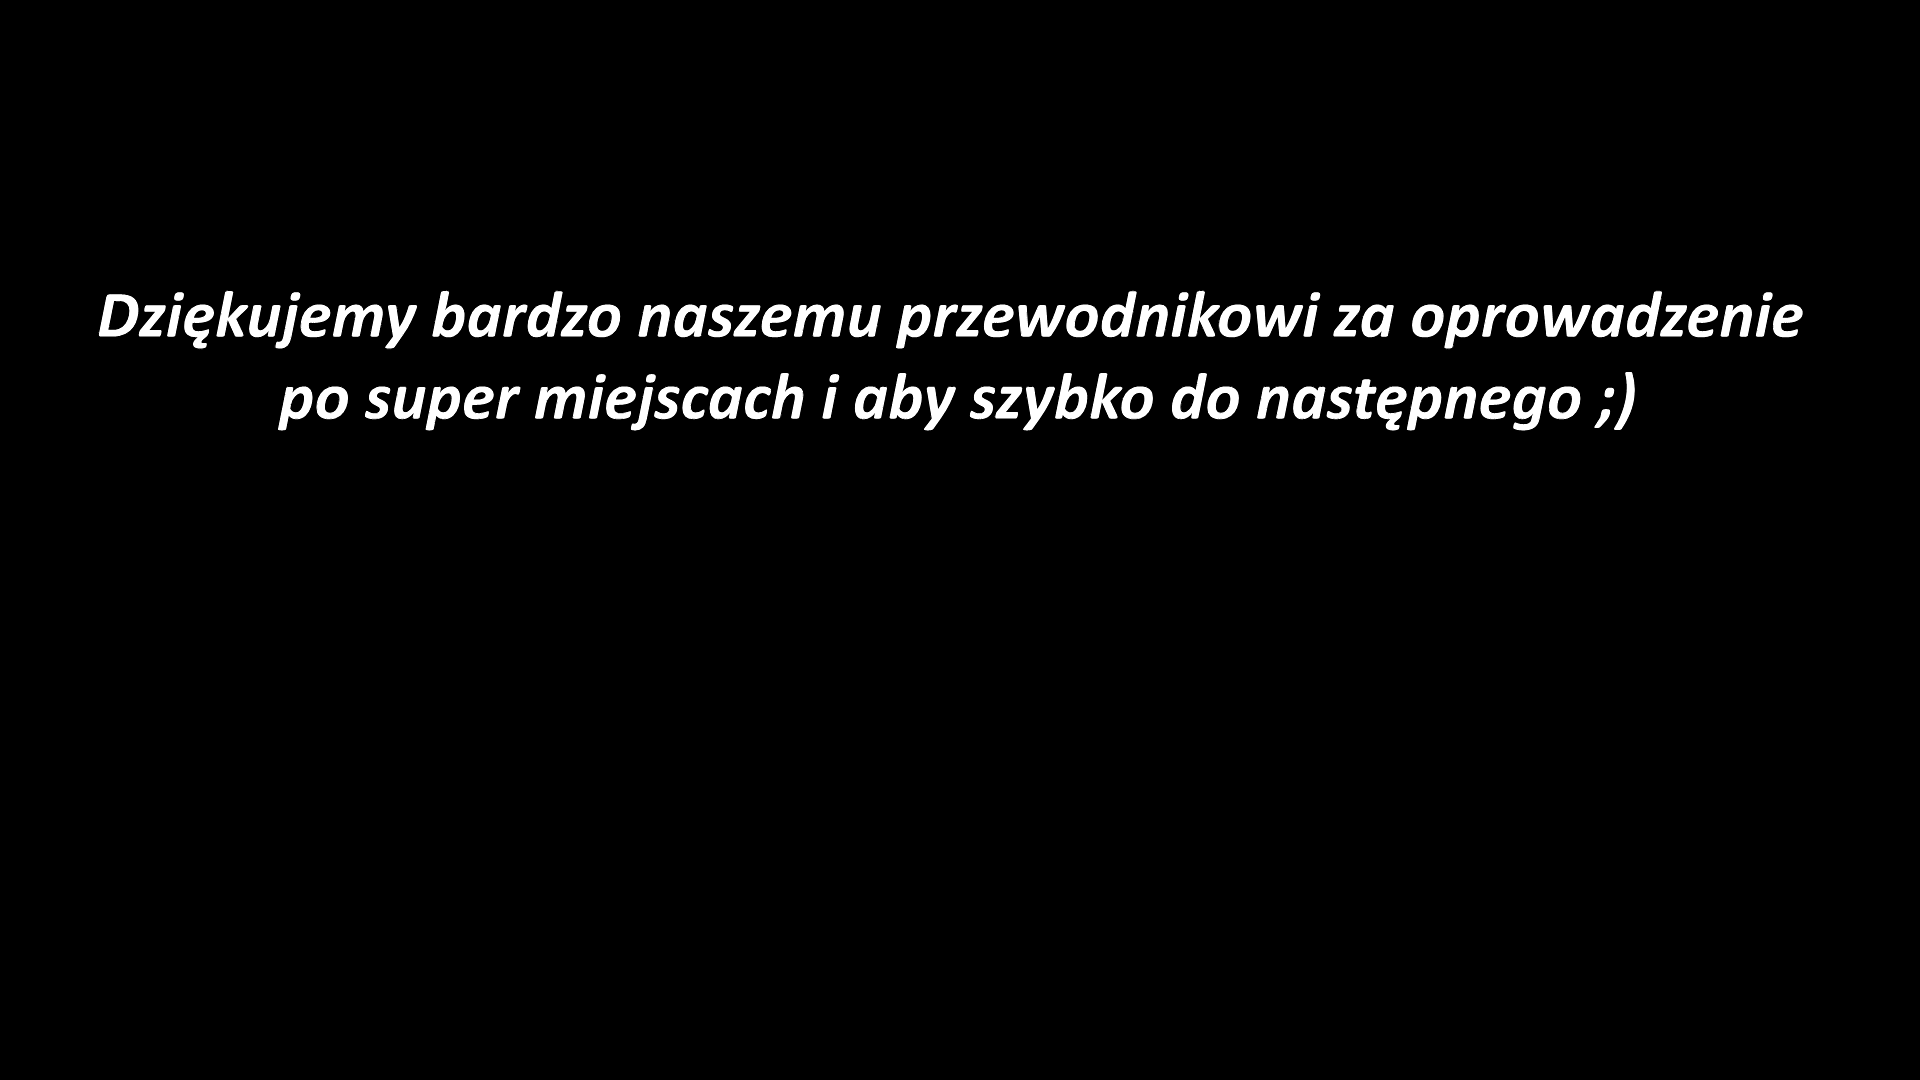 Dziękujemy bardzo naszemu przewodnikowi za oprowadzenie
po super miejscach i aby szybko do następnego ;)